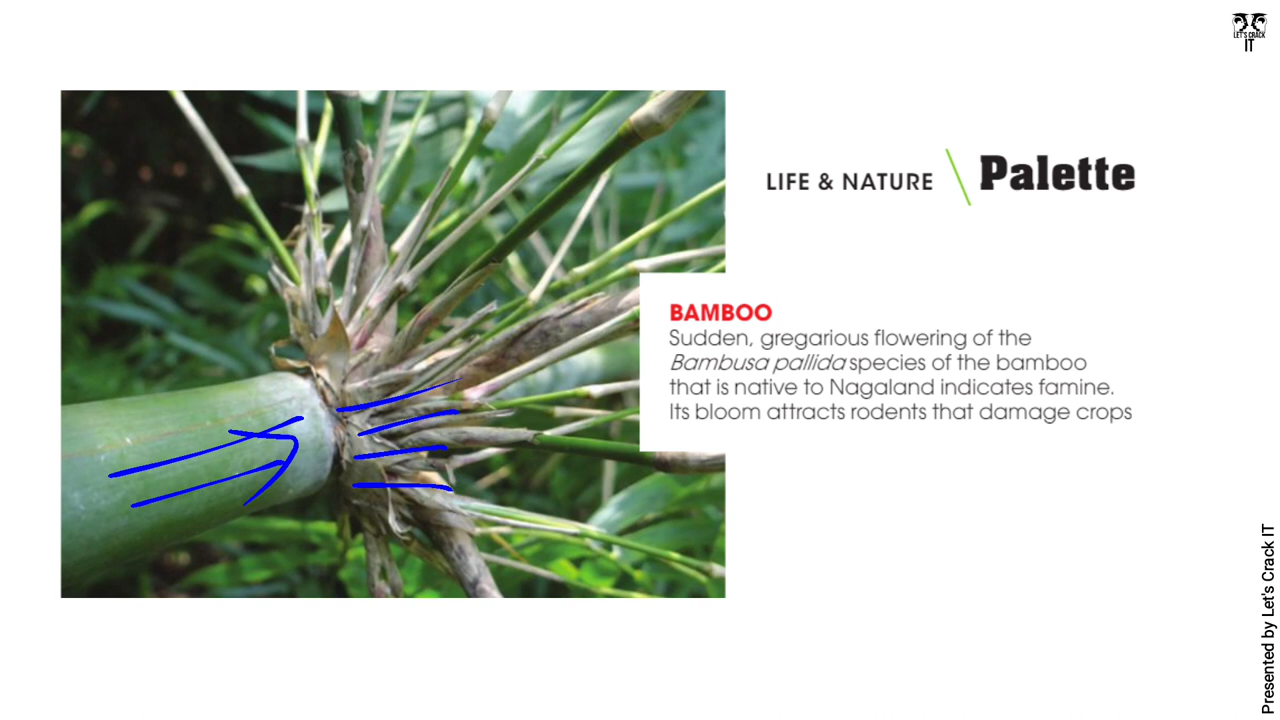 LET'S CRACK
IT
LIFE & NATURE Palette
BAMBOO
Sudden, gregarious flowering of the
Bambusa pallida species of the bamboo
that is native to Nagaland indicates famine.
Its bloom attracts rodents that damage crops
Presented by Let's Crack IT